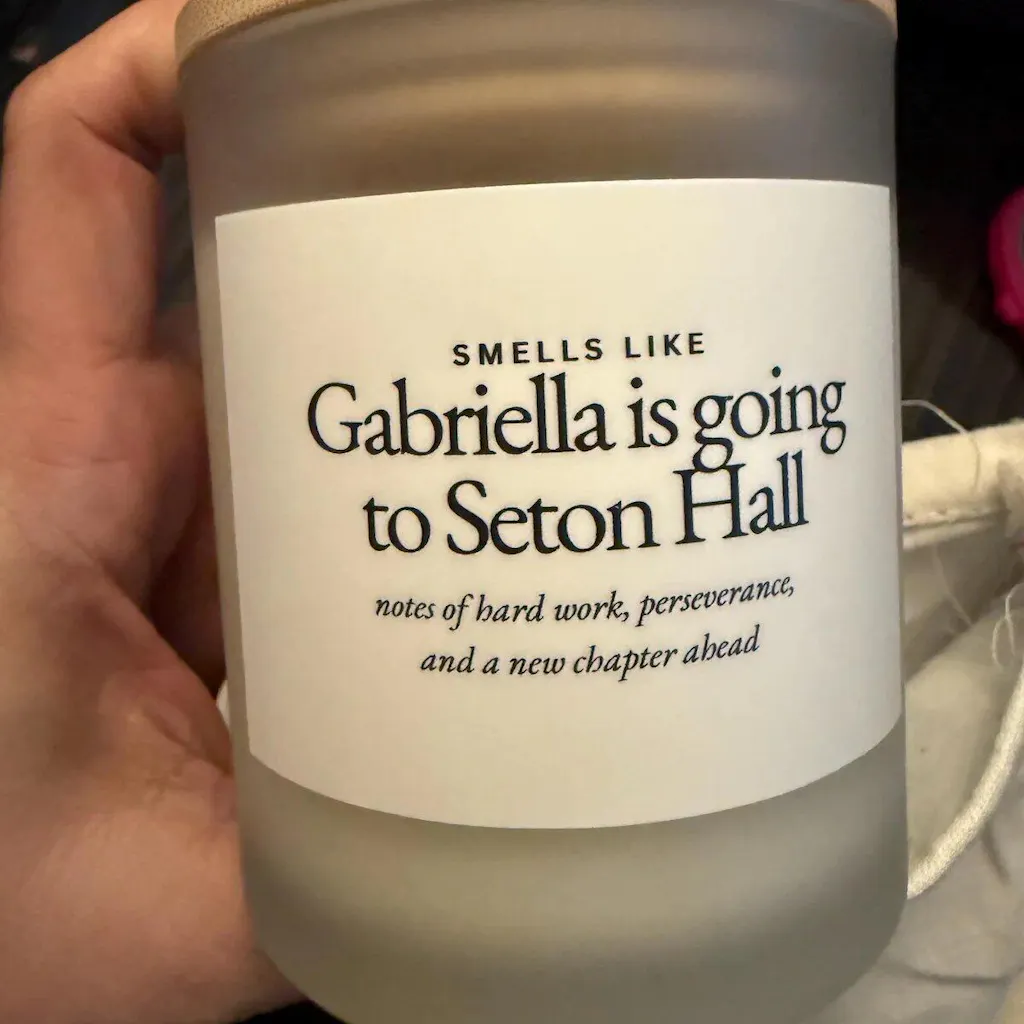 SMELLS LIKE
Gabriella is going
to Seton Hall
notes of hard work, perseverance,
and a new chapter ahead